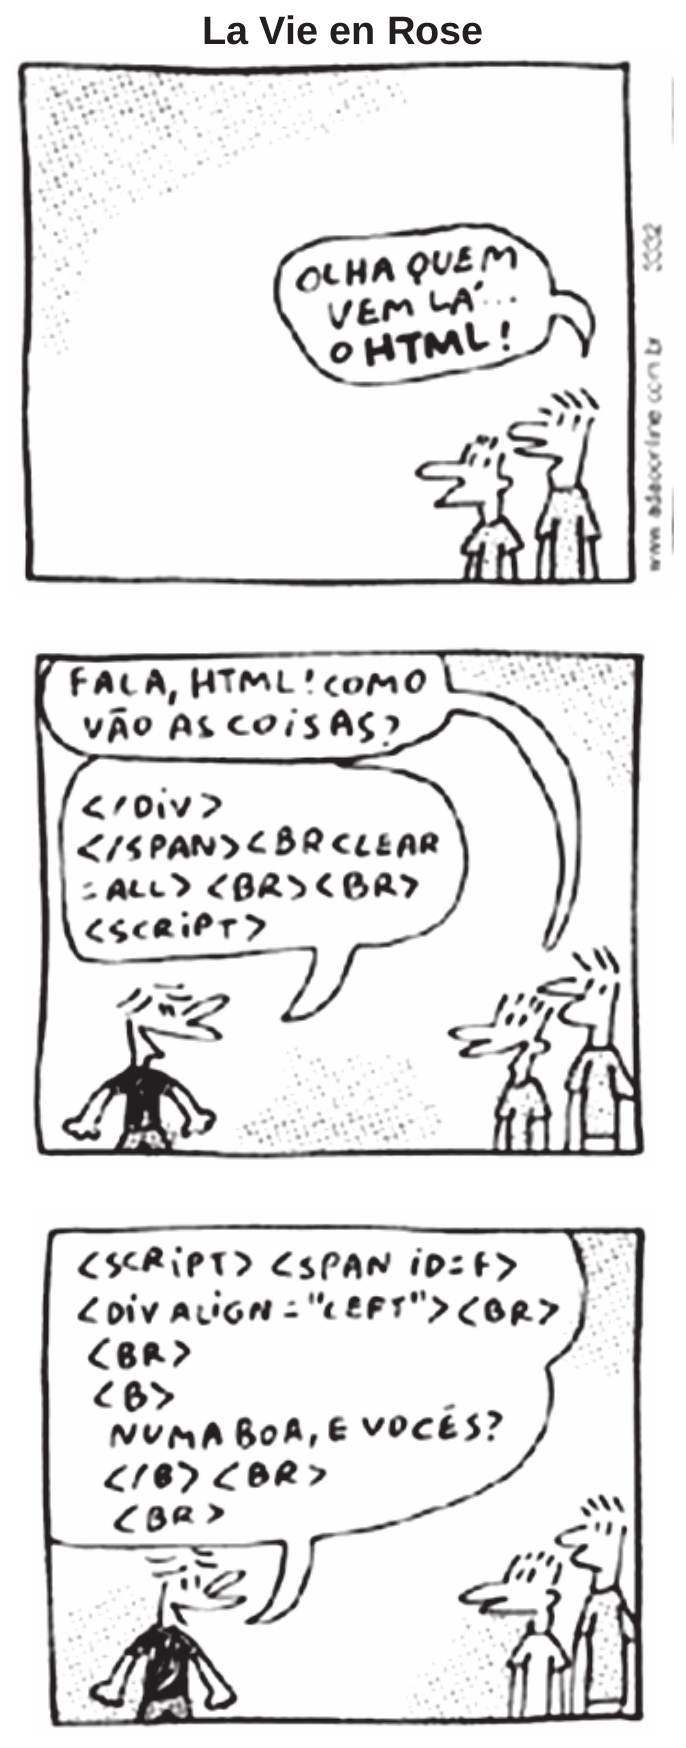 La Vie en Rose
OLHA QUEM
VEM LÁ...
O HTML!
www.adaoonline.com.br
FALA, HTML! COMO
VÃO AS COISAS?
</DIV>
</SPAN><BR CLEAR
=ALL> <BR><BR>
<SCRIPT>
<SCRIPT> <SPAN ID=F>
<DIV ALIGN="LEFT"><BR>
<BR>
<B>
NUMA BOA, E VOCÊS?
</B> <BR>
<BR>